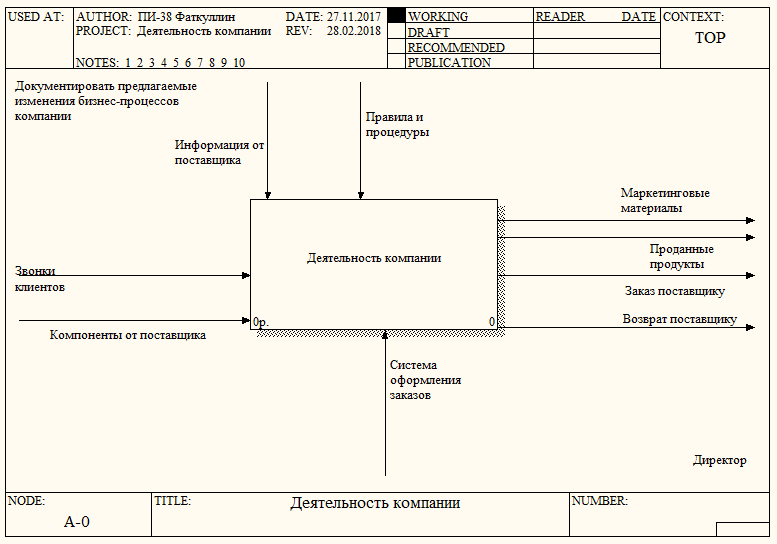 USED AT:
AUTHOR: ПИ-38 Фаткуллин
DATE: 27.11.2017
PROJECT: Деятельность компании
REV: 28.02.2018
NOTES: 1 2 3 4 5 6 7 8 9 10
WORKING
DRAFT
RECOMMENDED
PUBLICATION
READER
DATE
CONTEXT:
TOP
Документировать предлагаемые
изменения бизнес-процессов
компании
Информация от
поставщика
Правила и
процедуры
Маркетинговые
материалы
Деятельность компании
Проданные
продукты
Звонки
клиентов
Заказ поставщику
0р.
0
Возврат поставщику
Компоненты от поставщика
Система
оформления
заказов
Директор
NODE:
A-0
TITLE:
Деятельность компании
NUMBER: